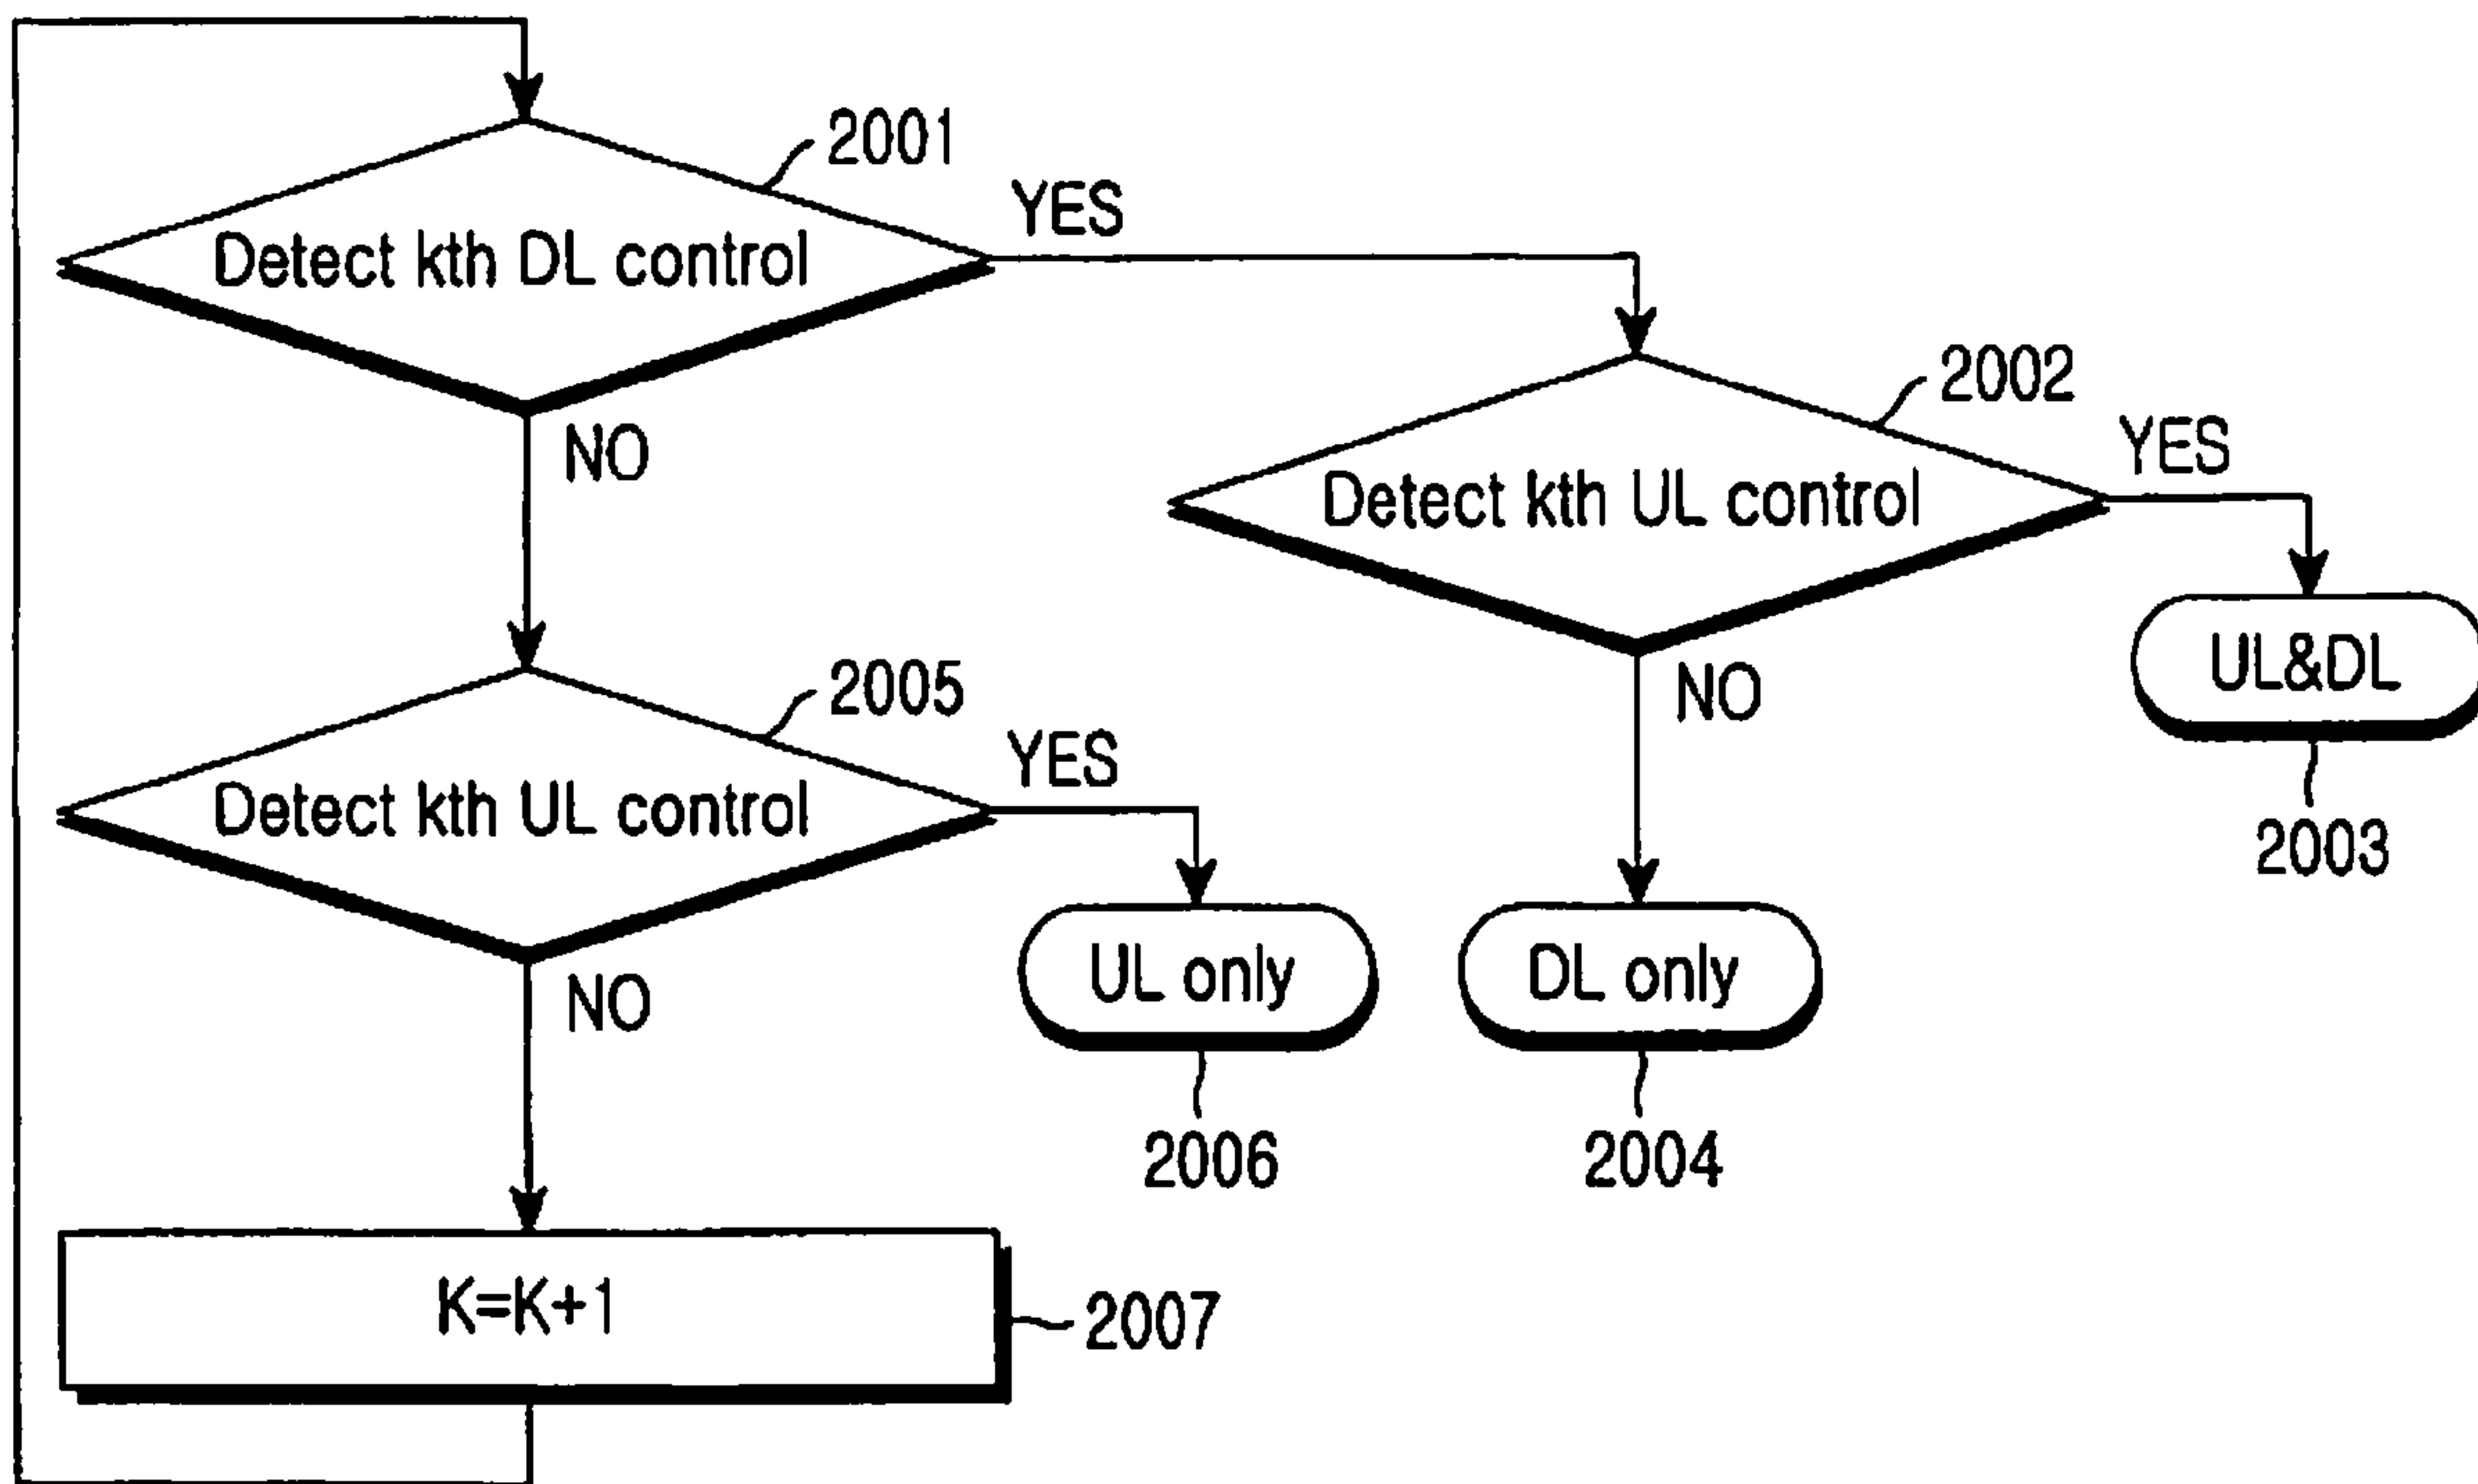 2001
YES
Detect kth DL control
2002
NO
YES
Detect kth UL control
UL&DL
2005
NO
YES
Detect kth UL control
2003
UL only
DL only
NO
2006
2004
K=K+1
2007